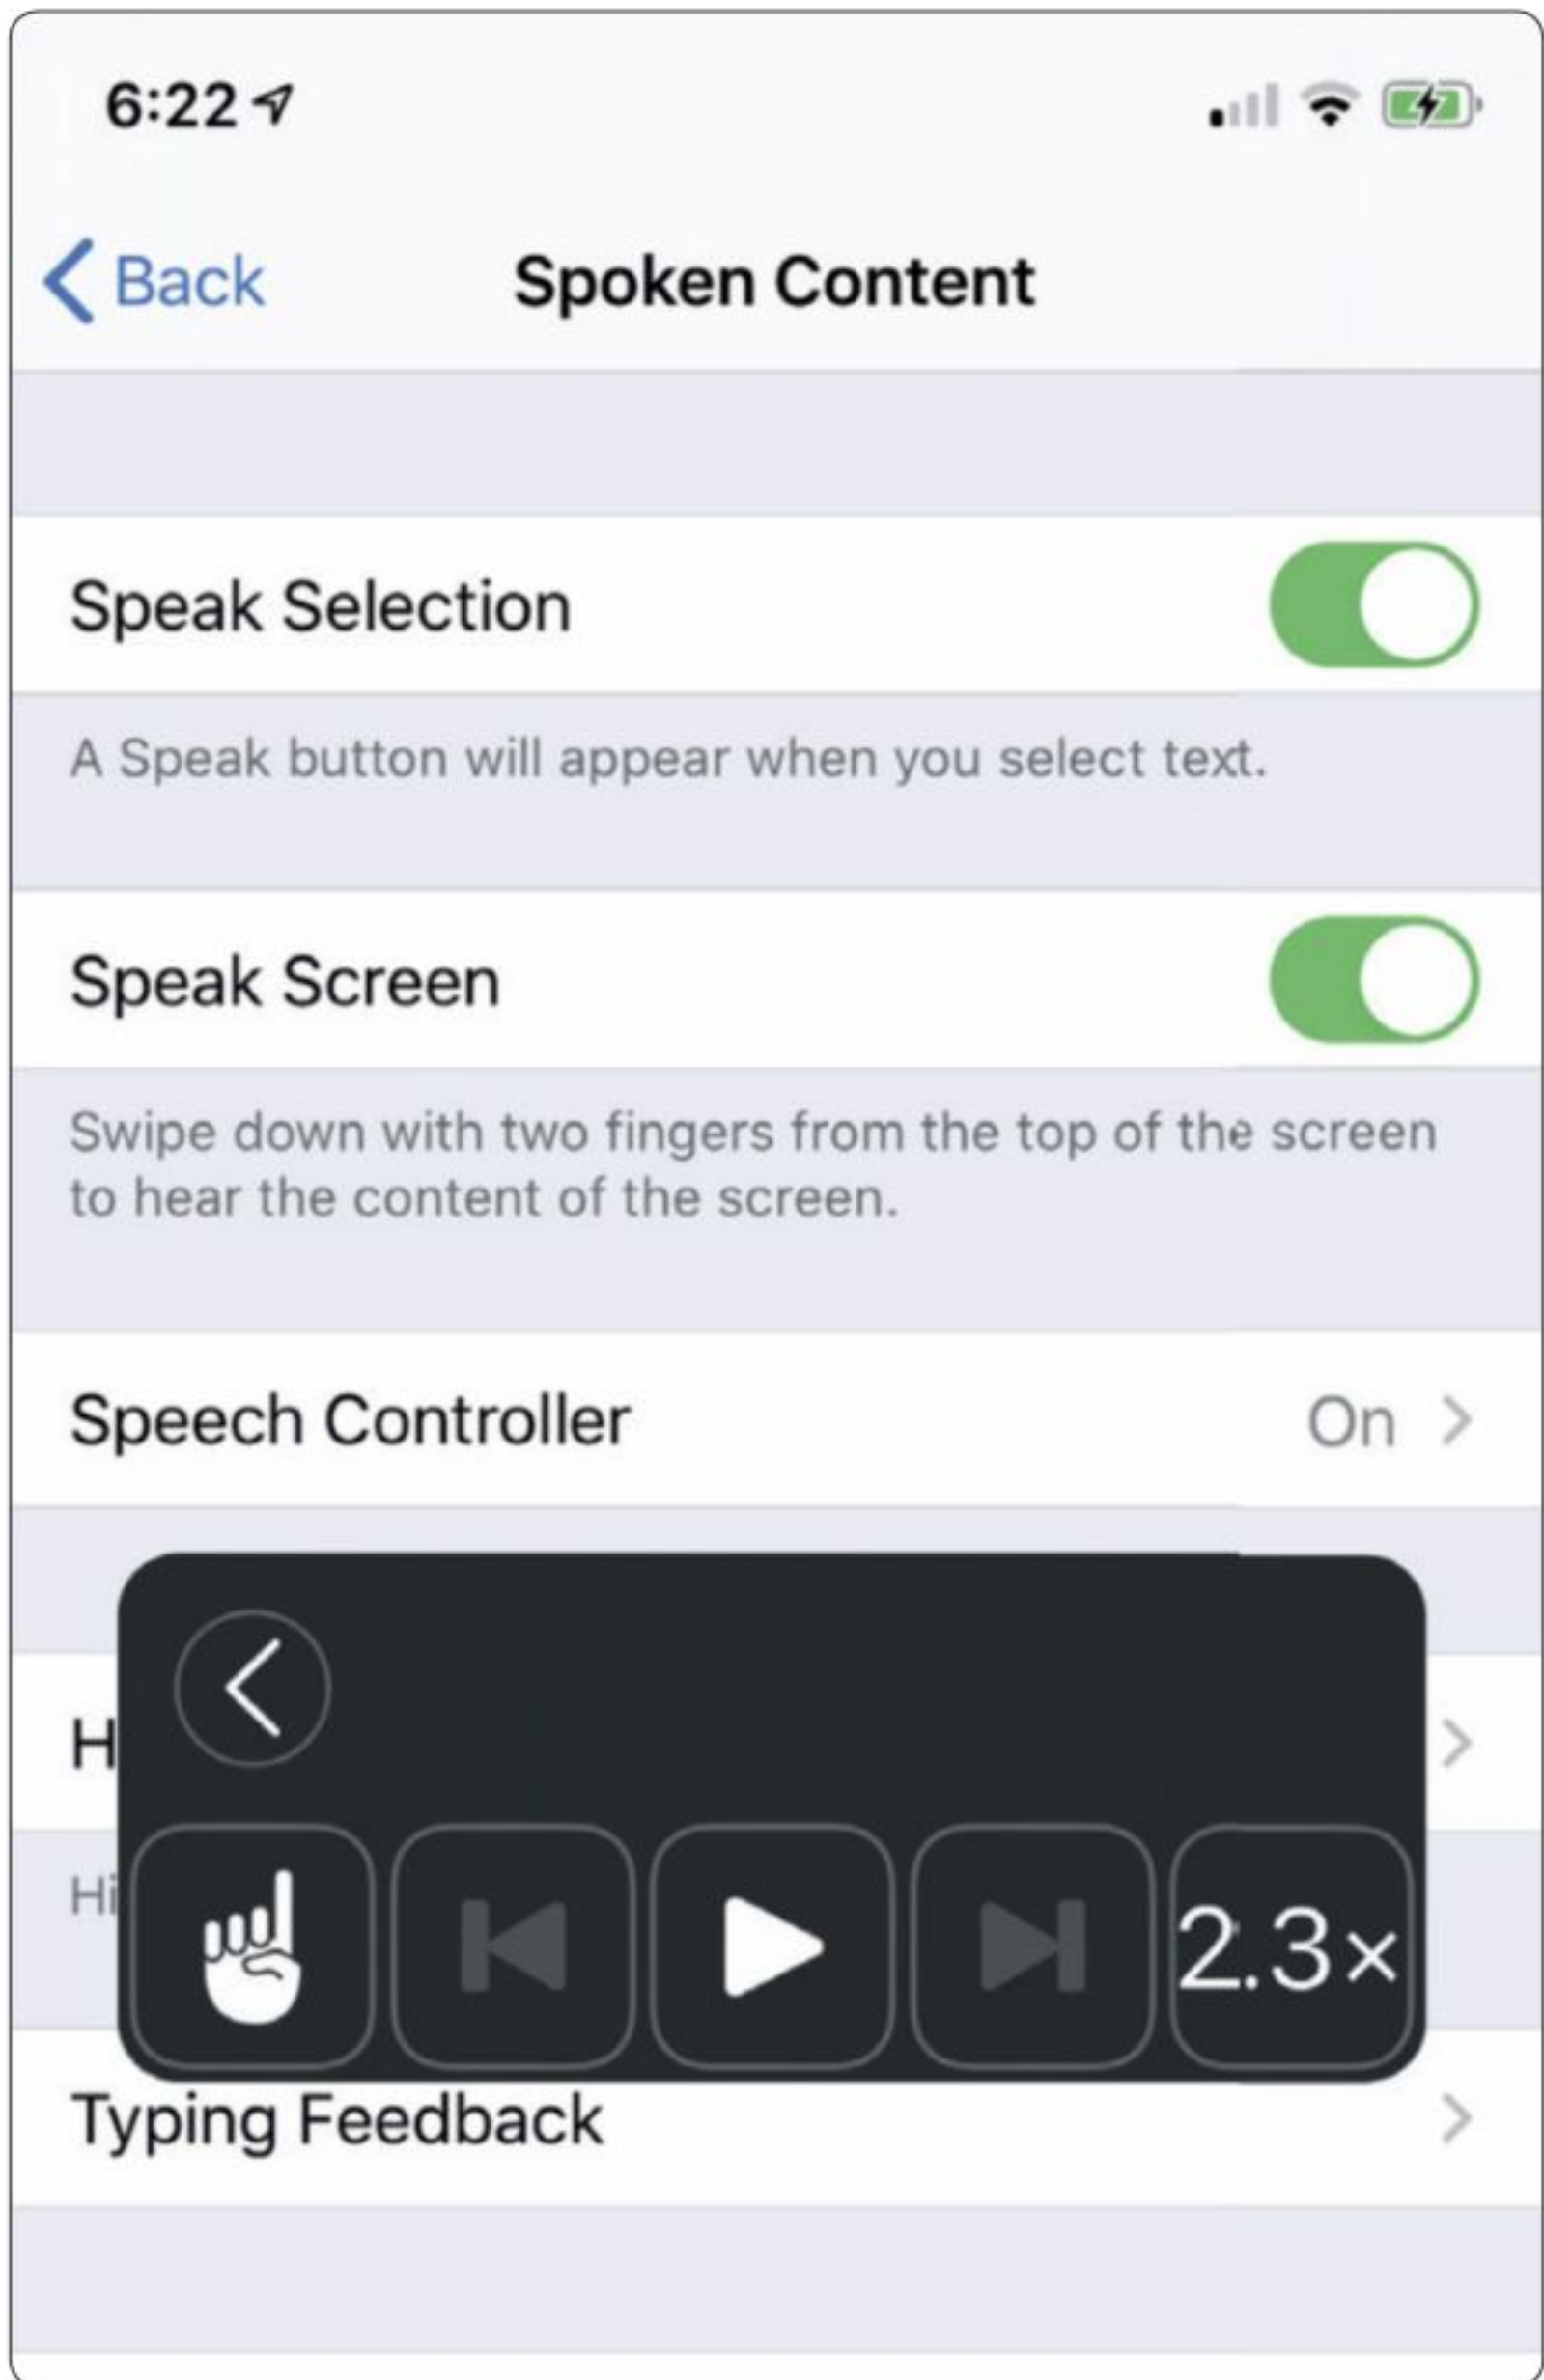 6:22
Back
Spoken Content
Speak Selection
A Speak button will appear when you select text.
Speak Screen
Swipe down with two fingers from the top of the screen
to hear the content of the screen.
Speech Controller
On
2.3×
Typing Feedback